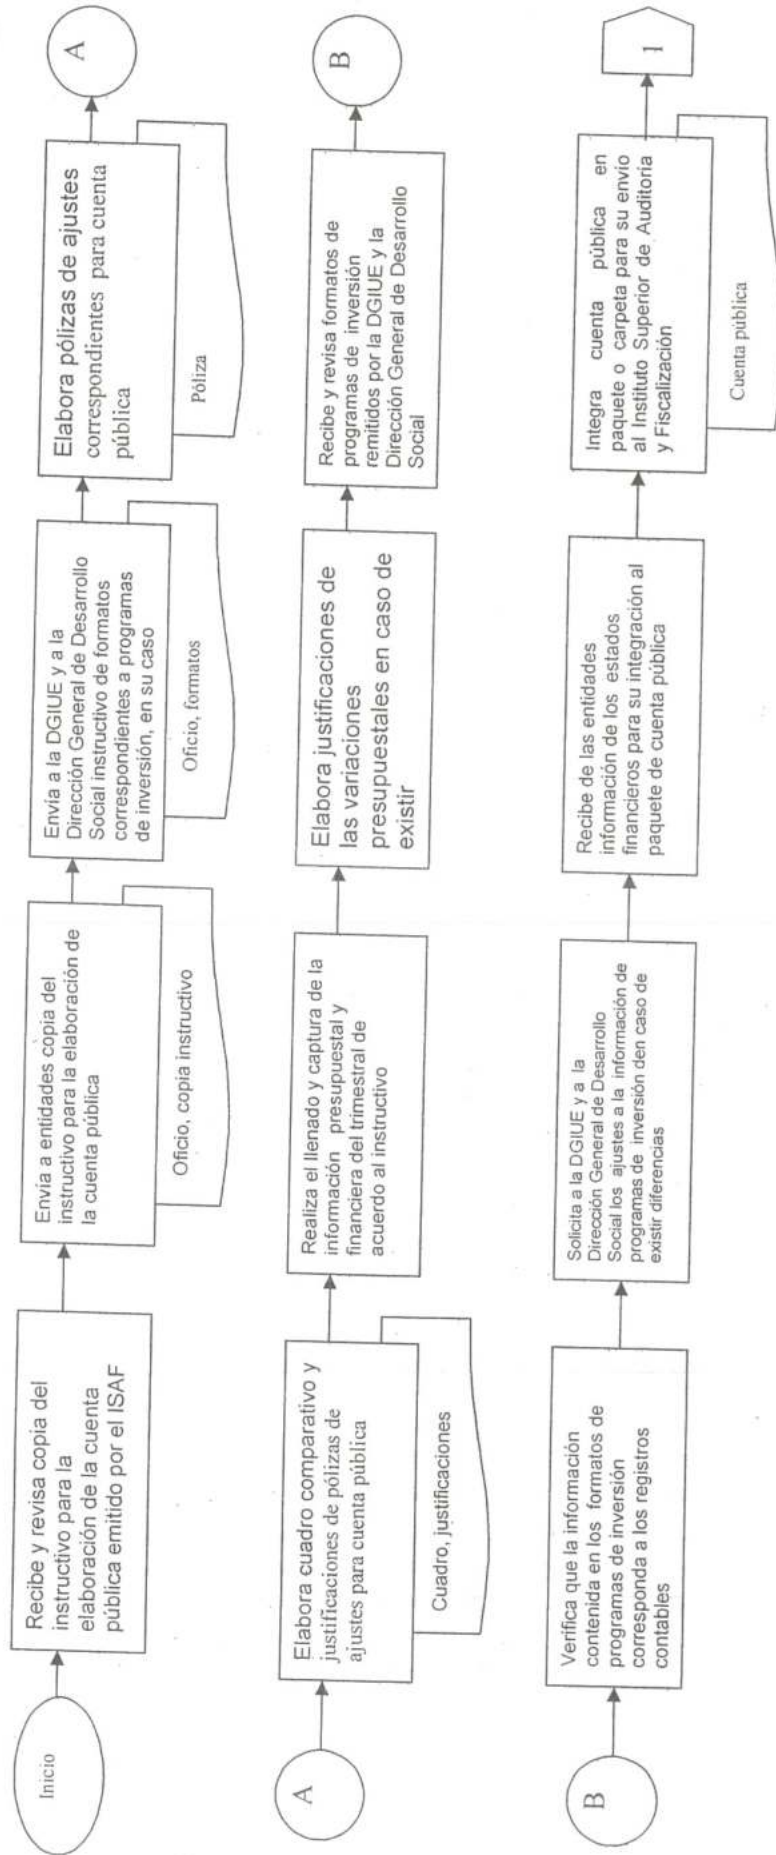 Inicio
Recibe y revisa copia del
instructivo para la
elaboración de la cuenta
pública emitido por el ISAF
Envía a entidades copia del
instructivo para la elaboración de
la cuenta pública
Oficio, copia instructivo
Envía a la DGIUE y a la
Dirección General de Desarrollo
Social instructivo de formatos
correspondientes a programas
de inversión, en su caso
Oficio, formatos
Elabora pólizas de ajustes
correspondientes para cuenta
pública
Póliza
A
A
Elabora cuadro comparativo y
justificaciones de pólizas de
ajustes para cuenta pública
Cuadro, justificaciones
Realiza el llenado y captura de la
información presupuestal y
financiera del trimestral de
acuerdo al instructivo
Elabora justificaciones de
las variaciones
presupuestales en caso de
existir
Recibe y revisa formatos de
programas de inversión
remitidos por la DGIUE y la
Dirección General de Desarrollo
Social
B
B
Verifica que la información
contenida en los formatos de
programas de inversión
corresponda a los registros
contables
Solicita a la DGIUE y a la
Dirección General de Desarrollo
Social los ajustes a la información de
programas de inversión den caso de
existir diferencias
Recibe de las entidades
información de los estados
financieros para su integración al
paquete de cuenta pública
Integra cuenta pública en
paquete o carpeta para su envío
al Instituto Superior de Auditoria
y Fiscalización
Cuenta pública
1